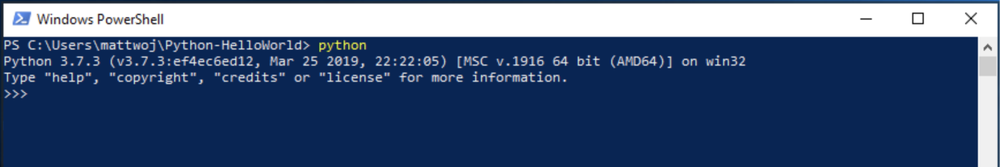 Windows PowerShell
PS C:\Users\mattwoj\Python-HelloWorld> python
Python 3.7.3 (v3.7.3:ef4ec6ed12, Mar 25 2019, 22:22:05) [MSC v.1916 64 bit (AMD64)] on win32
Type "help", "copyright", "credits" or "license" for more information.
>>>